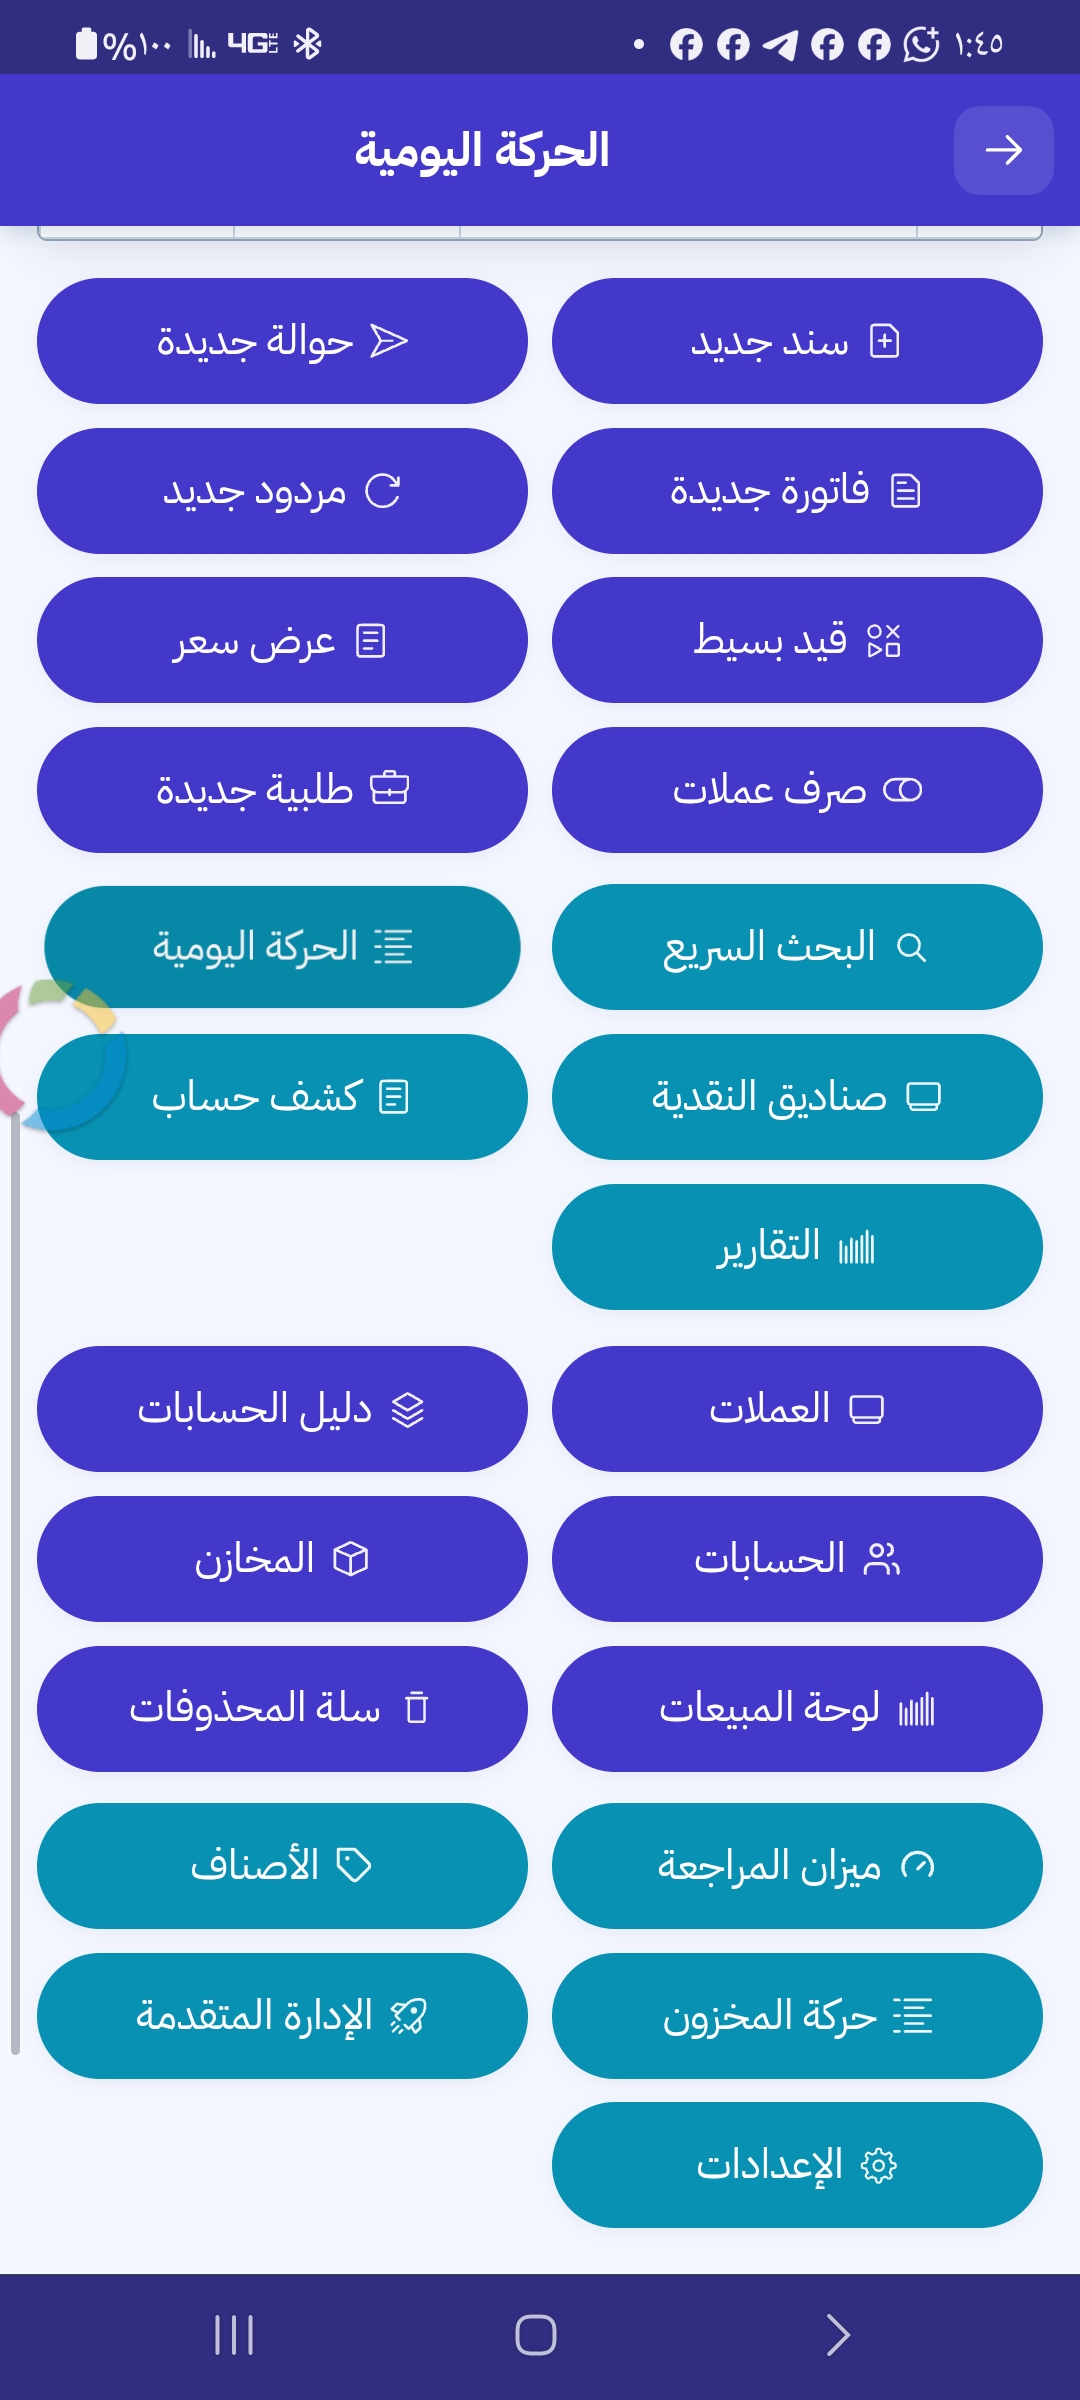 ١:٤٥ 4G LTE %١٠٠
الحركة اليومية
سند جديد
حوالة جديدة
فاتورة جديدة
مردود جديد
قيد بسيط
عرض سعر
صرف عملات
طلبية جديدة
البحث السريع
الحركة اليومية
صناديق النقدية
كشف حساب
التقارير
العملات
دليل الحسابات
الحسابات
المخازن
لوحة المبيعات
سلة المحذوفات
ميزان المراجعة
الأصناف
حركة المخزون
الإدارة المتقدمة
الإعدادات